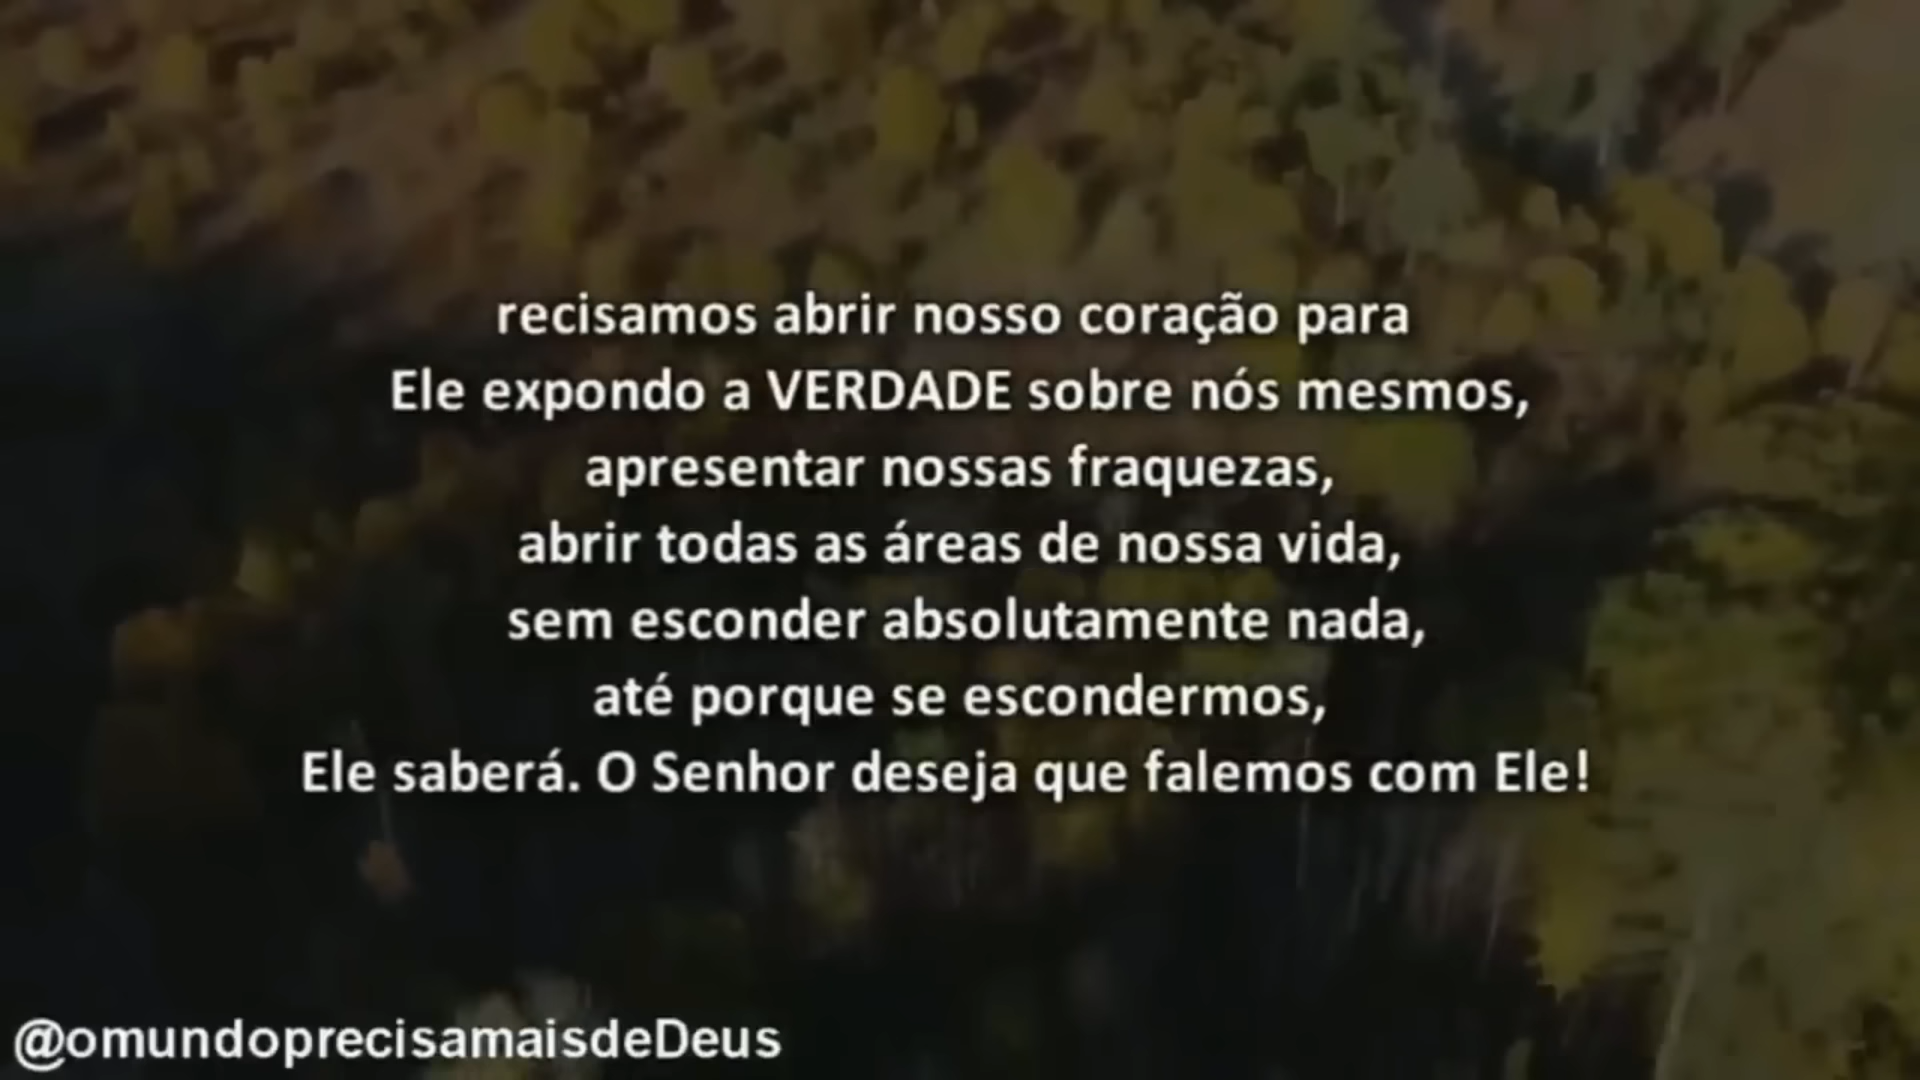 recisamos abrir nosso coração para
Ele expondo a VERDADE sobre nós mesmos,
apresentar nossas fraquezas,
abrir todas as áreas de nossa vida,
sem esconder absolutamente nada,
até porque se escondermos,
Ele saberá. O Senhor deseja que falemos com Ele!
@omundoprecisamaisdeDeus